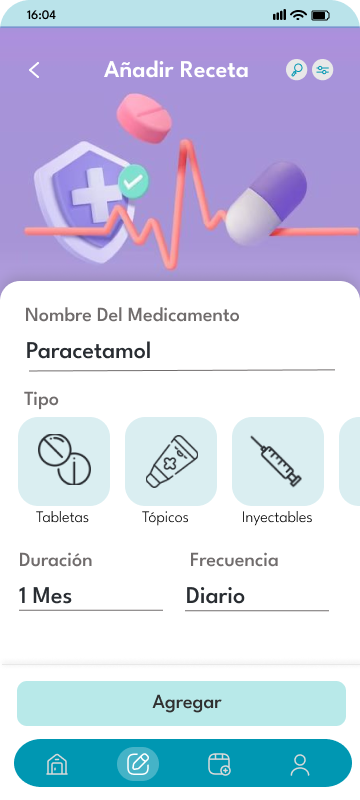 16:04
Añadir Receta
Nombre Del Medicamento
Paracetamol
Tipo
Tabletas Tópicos Inyectables
Duración Frecuencia
1 Mes Diario
Agregar